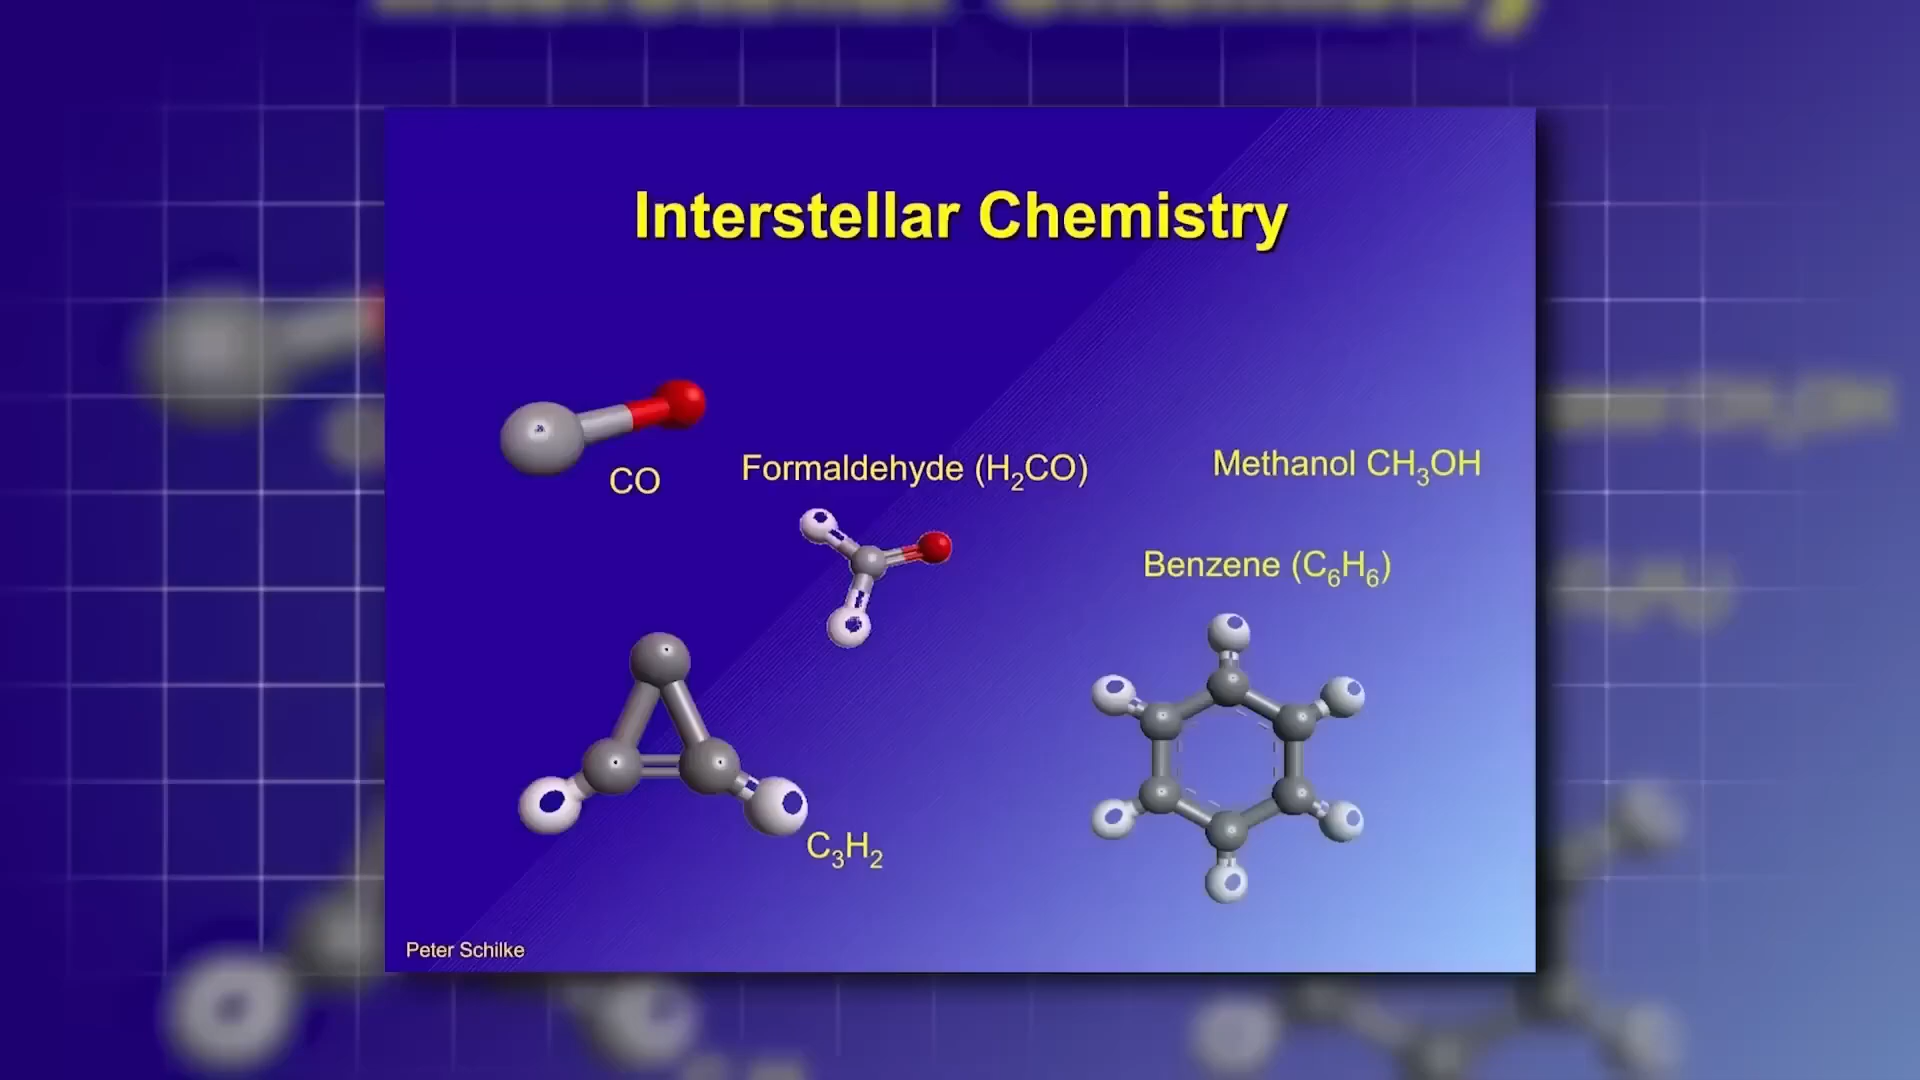 Interstellar Chemistry
CO
Formaldehyde (H₂CO)
Methanol CH₃OH
Benzene (C₆H₆)
C₃H₂
Peter Schilke